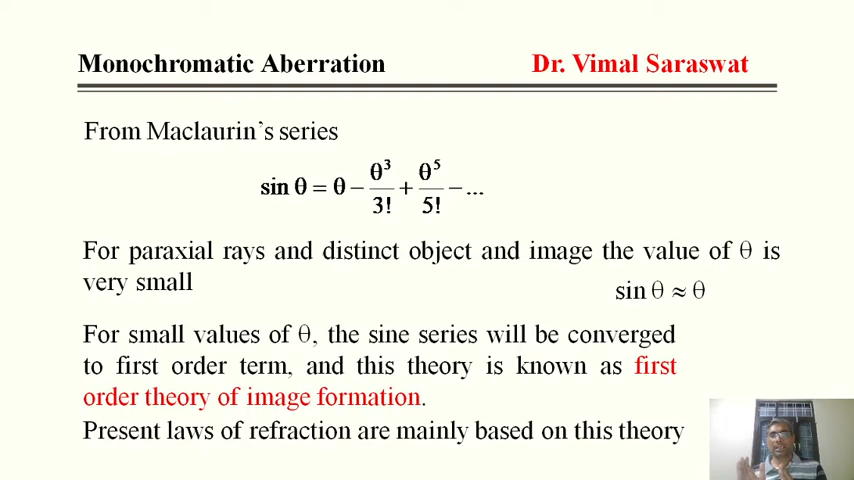 Monochromatic Aberration Dr. Vimal Saraswat
From Maclaurin's series
sin θ = θ − θ³/3! + θ⁵/5! − ...
For paraxial rays and distinct object and image the value of θ is
very small
sin θ ≈ θ
For small values of θ, the sine series will be converged
to first order term, and this theory is known as first
order theory of image formation.
Present laws of refraction are mainly based on this theory